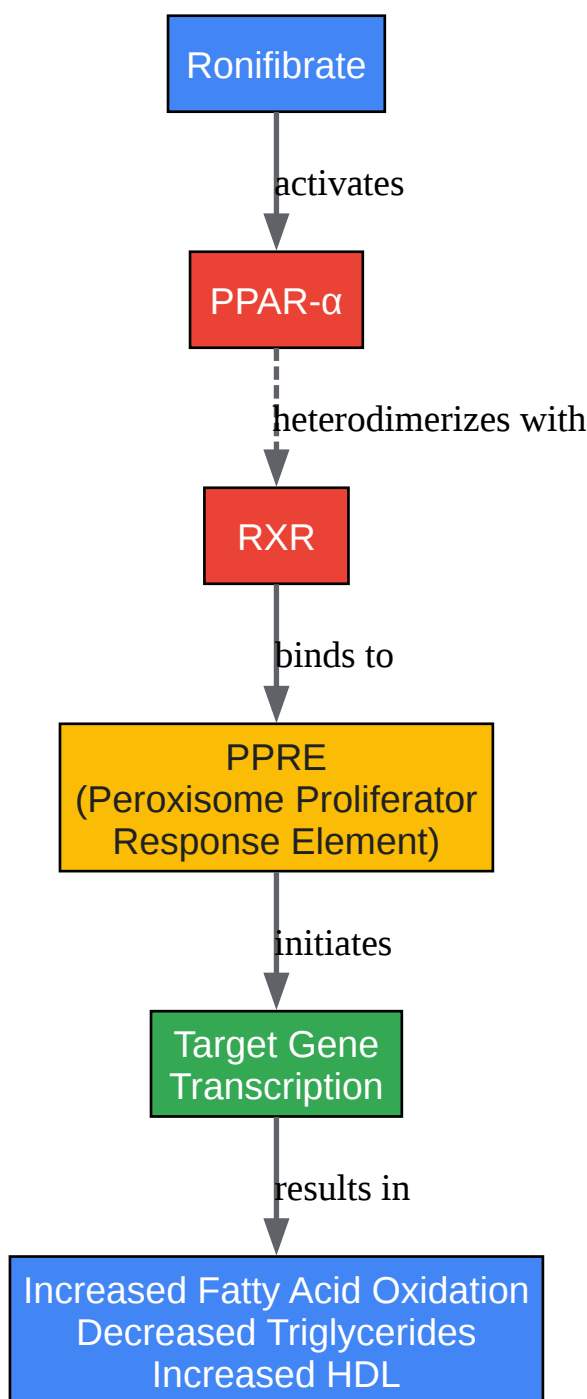 Ronifibrate
activates
PPAR-α
heterodimerizes with
RXR
binds to
PPRE
(Peroxisome Proliferator
Response Element)
initiates
Target Gene
Transcription
results in
Increased Fatty Acid Oxidation
Decreased Triglycerides
Increased HDL